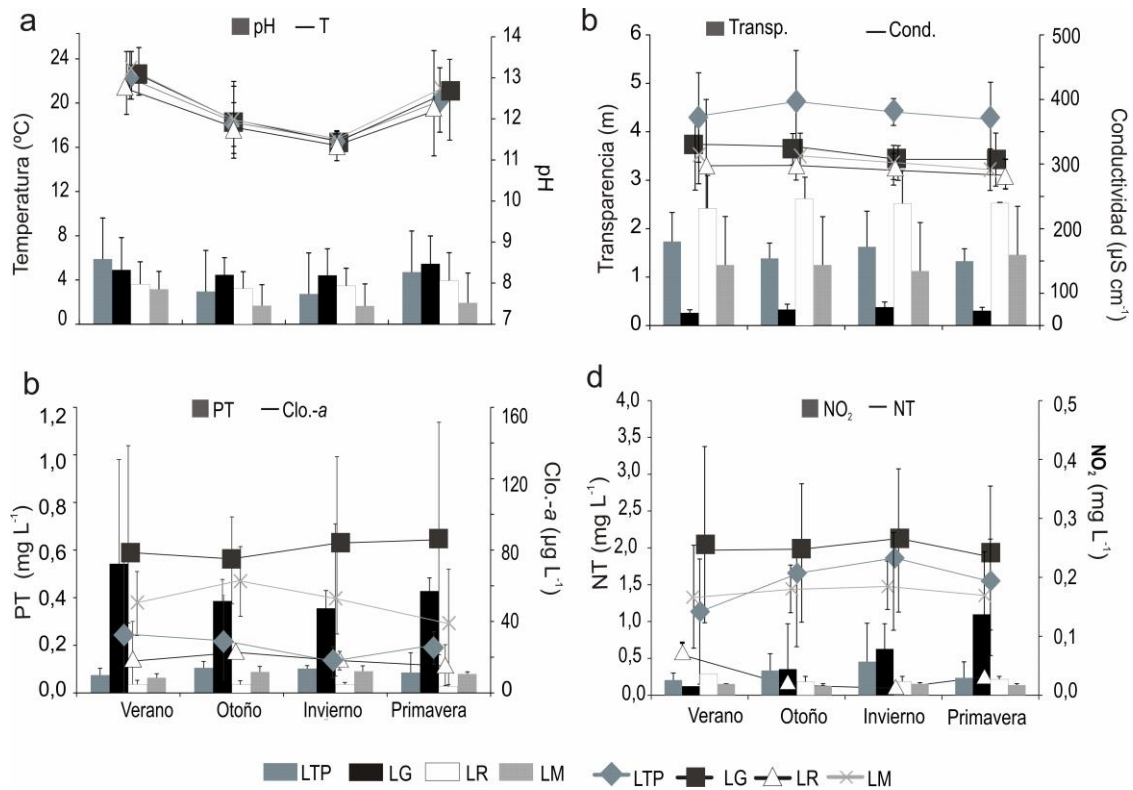 a
pH T
Temperatura (ºC)
24
20
16
12
8
4
0
14
13
12
11
9
8
7
pH
b
Transp. Cond.
Transparencia (m)
6
5
4
3
2
1
0
500
400
300
200
100
0
Conductividad (µS cm⁻¹)
b
PT Clo.-a
PT (mg L⁻¹)
1,2
1,0
0,8
0,6
0,4
0,2
0,0
160
120
80
40
0
Clo.-a (µg L⁻¹)
Verano Otoño Invierno Primavera
d
NO₂ NT
NT (mg L⁻¹)
4,0
3,5
3,0
2,5
2,0
1,5
1,0
0,5
0,0
0,5
0,4
0,3
0,2
0,1
0,0
NO₂ (mg L⁻¹)
Verano Otoño Invierno Primavera
LTP LG LR LM LTP LG LR LM